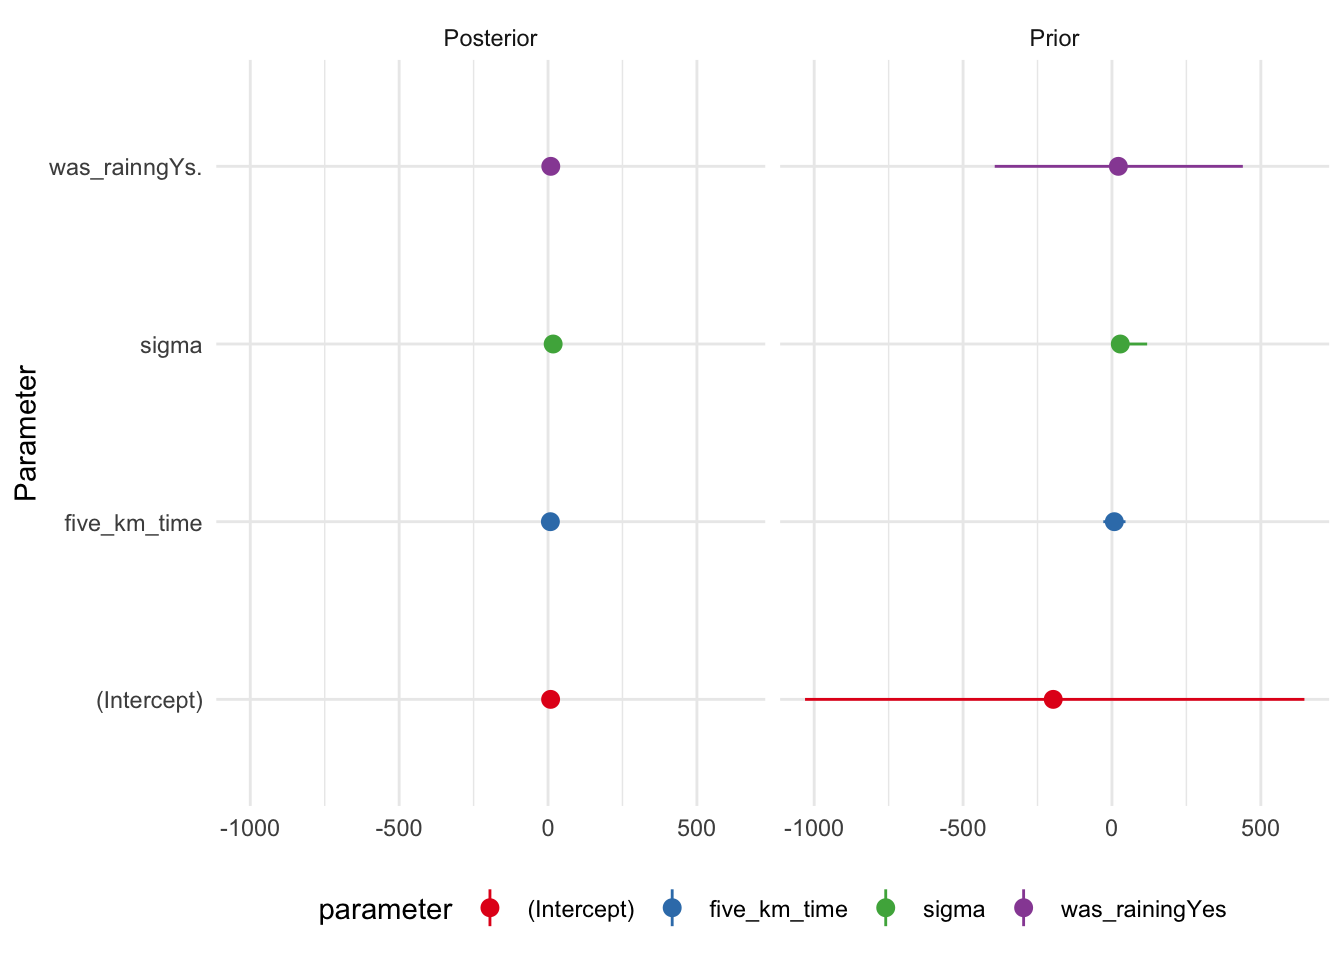 Posterior
Prior
was_rainngYs.
sigma
five_km_time
(Intercept)
Parameter
-1000 -500 0 500 -1000 -500 0 500
parameter (Intercept) five_km_time sigma was_rainingYes